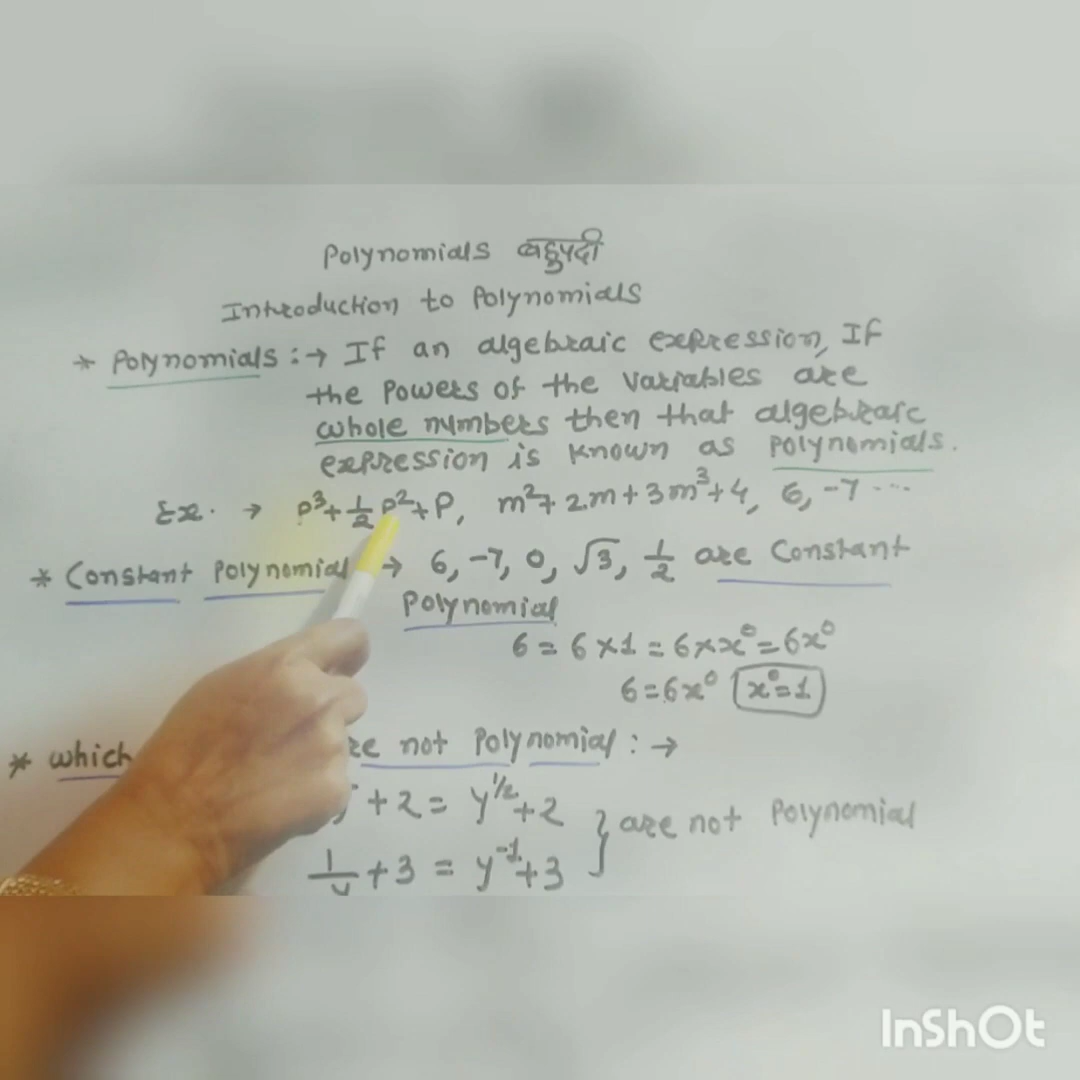 Polynomials बहुपदी
Introduction to Polynomials
* Polynomials :→ If an algebraic expression, If
the powers of the variables are
whole numbers then that algebraic
expression is known as polynomials.
Ex. → P³+½P²+P, m²+2m+3m³+4, 6, -7 ...
* Constant Polynomial → 6, -7, 0, √3, ½ are Constant
Polynomial
6 = 6×1 = 6×x⁰ = 6x⁰
6 = 6x⁰ x⁰=1
* which not Polynomial :→
+2 = y^1/2+2
1/y +3 = y⁻¹+3 } are not Polynomial
InShOt